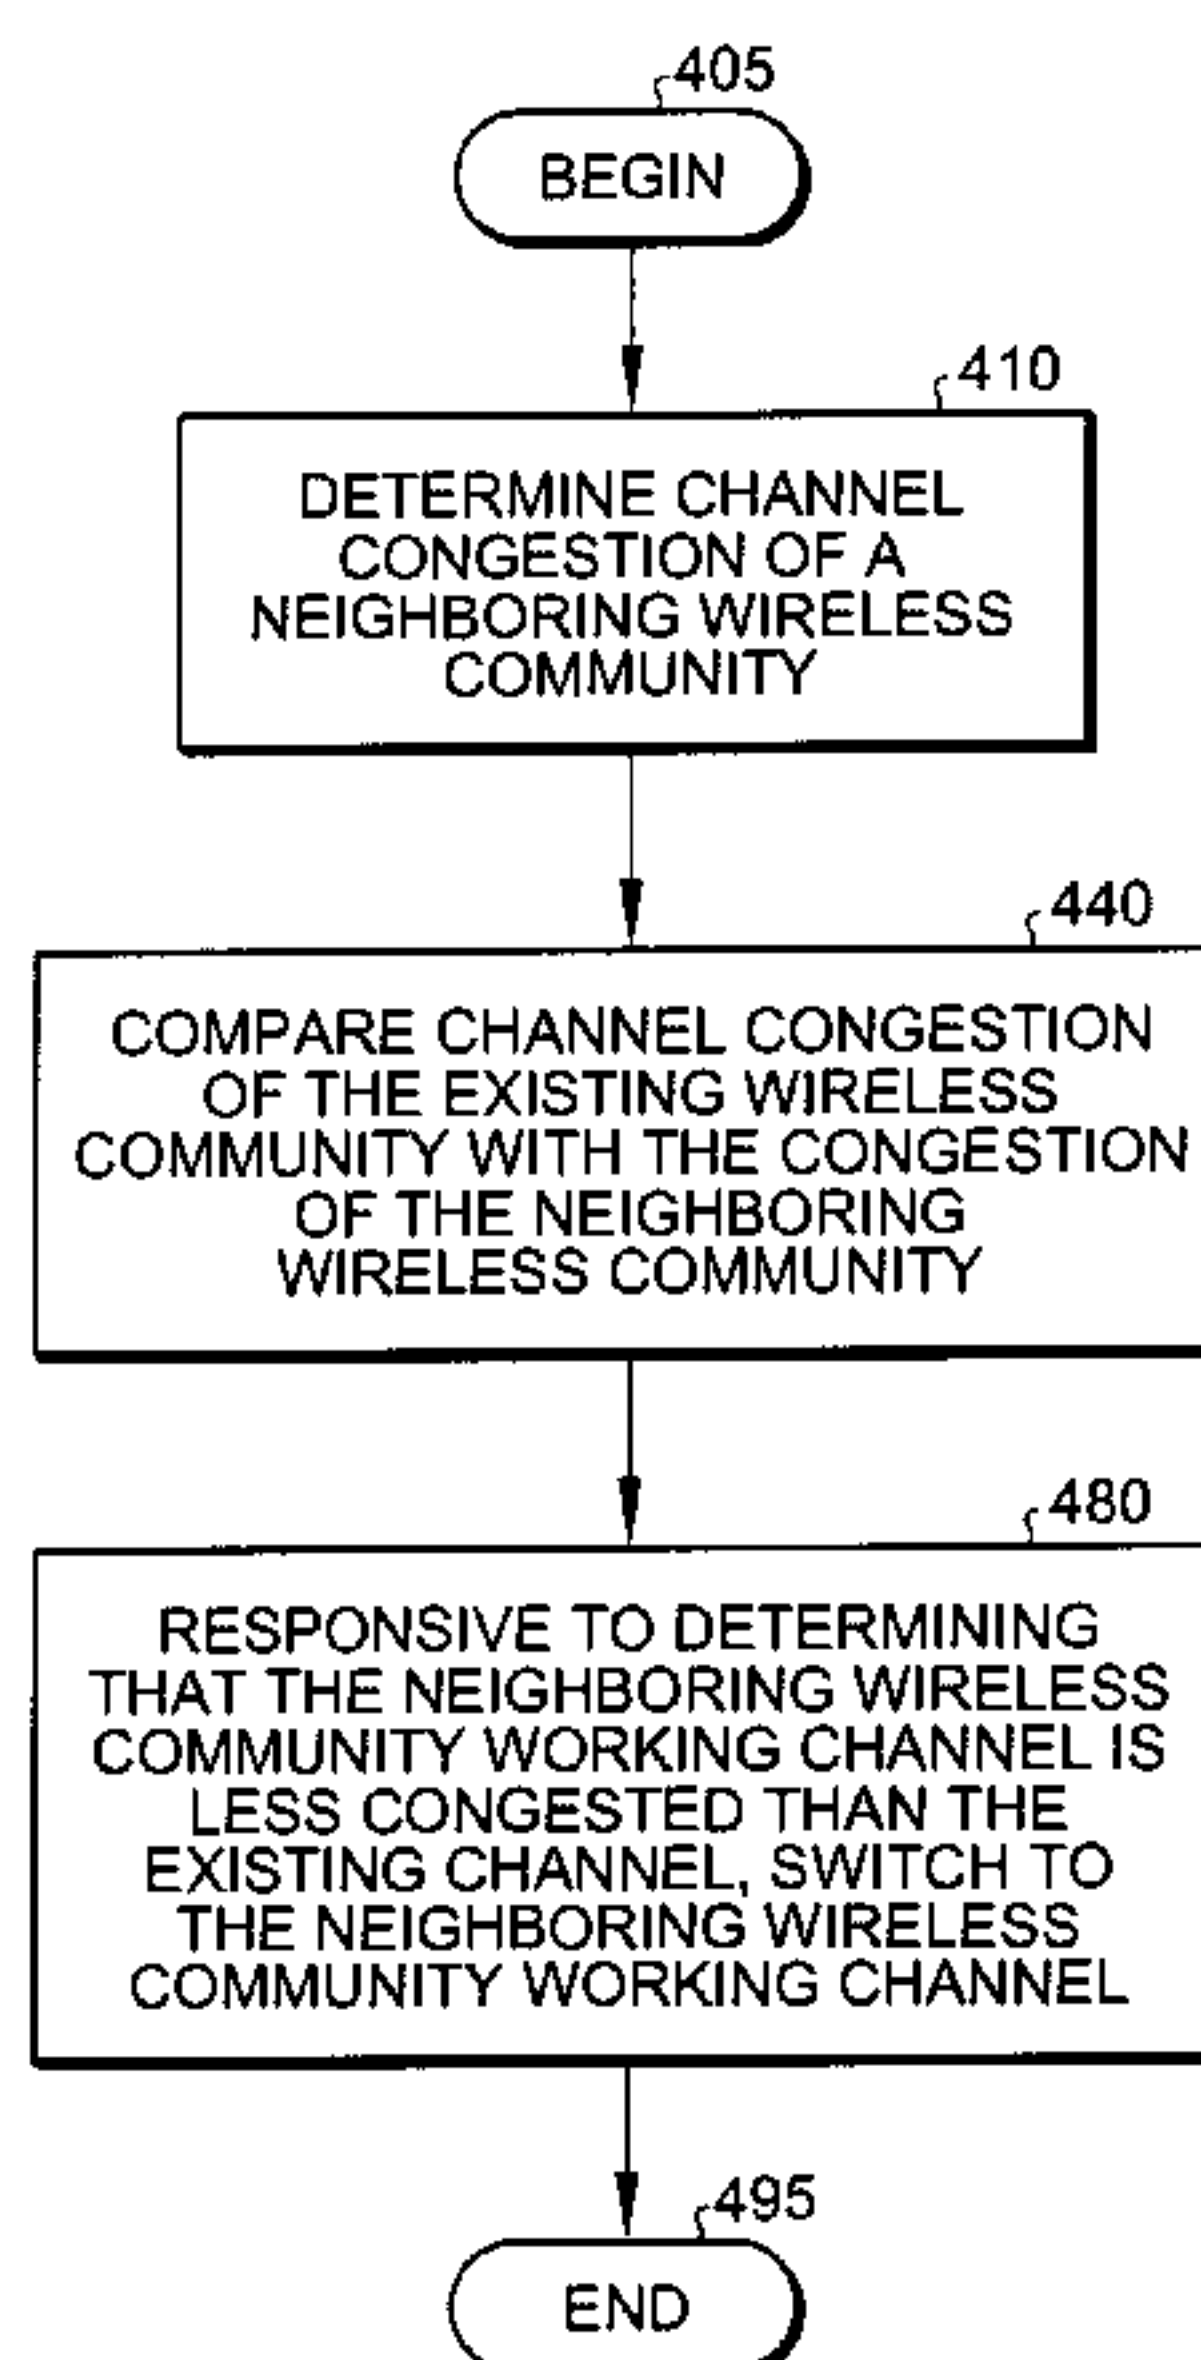 405
BEGIN
410
DETERMINE CHANNEL
CONGESTION OF A
NEIGHBORING WIRELESS
COMMUNITY
440
COMPARE CHANNEL CONGESTION
OF THE EXISTING WIRELESS
COMMUNITY WITH THE CONGESTION
OF THE NEIGHBORING
WIRELESS COMMUNITY
480
RESPONSIVE TO DETERMINING
THAT THE NEIGHBORING WIRELESS
COMMUNITY WORKING CHANNEL IS
LESS CONGESTED THAN THE
EXISTING CHANNEL, SWITCH TO
THE NEIGHBORING WIRELESS
COMMUNITY WORKING CHANNEL
495
END